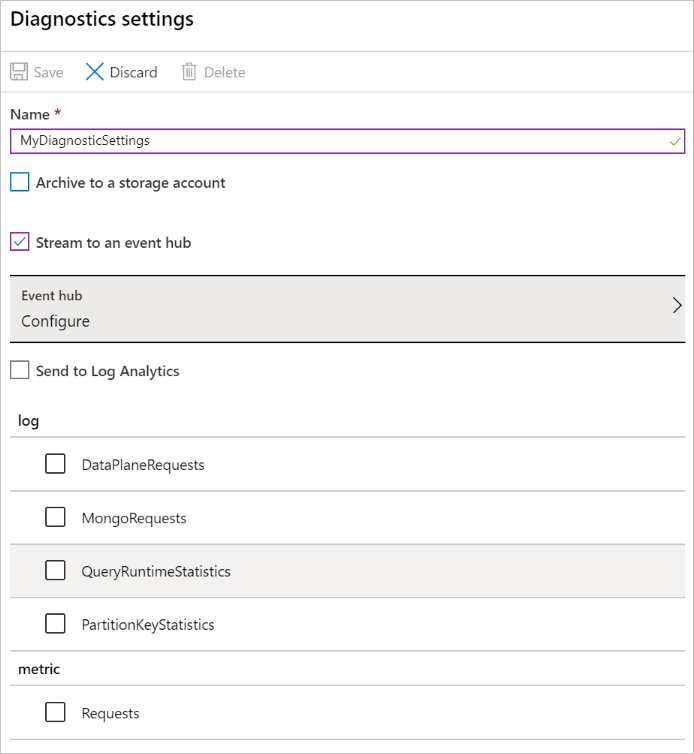 Diagnostics settings
Save Discard Delete
Name *
MyDiagnosticSettings
Archive to a storage account
Stream to an event hub
Event hub
Configure
Send to Log Analytics
log
DataPlaneRequests
MongoRequests
QueryRuntimeStatistics
PartitionKeyStatistics
metric
Requests